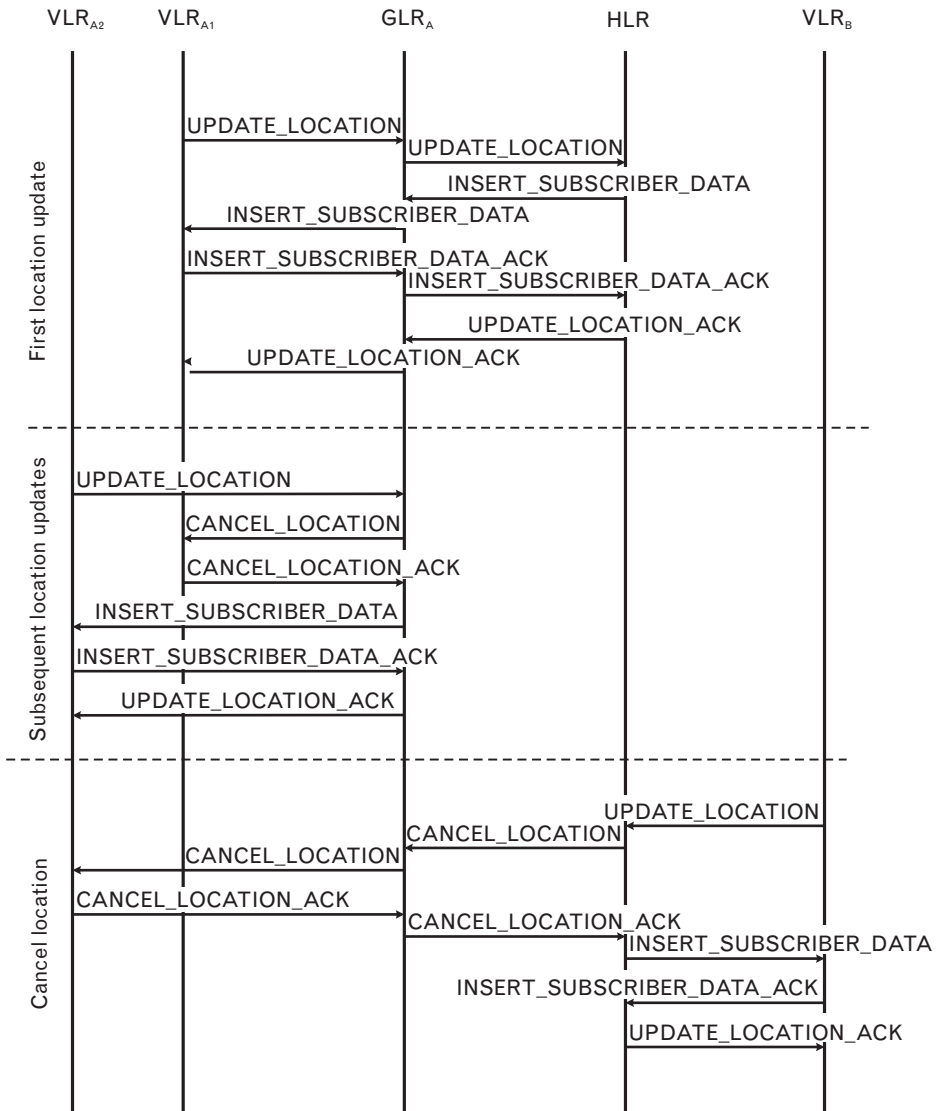 VLRA2 VLRA1 GLRA HLR VLRB
First location update
UPDATE_LOCATION
UPDATE_LOCATION
INSERT_SUBSCRIBER_DATA
INSERT_SUBSCRIBER_DATA
INSERT_SUBSCRIBER_DATA_ACK
INSERT_SUBSCRIBER_DATA_ACK
UPDATE_LOCATION_ACK
UPDATE_LOCATION_ACK
Subsequent location updates
UPDATE_LOCATION
CANCEL_LOCATION
CANCEL_LOCATION_ACK
INSERT_SUBSCRIBER_DATA
INSERT_SUBSCRIBER_DATA_ACK
UPDATE_LOCATION_ACK
Cancel location
UPDATE_LOCATION
CANCEL_LOCATION
CANCEL_LOCATION
CANCEL_LOCATION_ACK
CANCEL_LOCATION_ACK
INSERT_SUBSCRIBER_DATA
INSERT_SUBSCRIBER_DATA_ACK
UPDATE_LOCATION_ACK